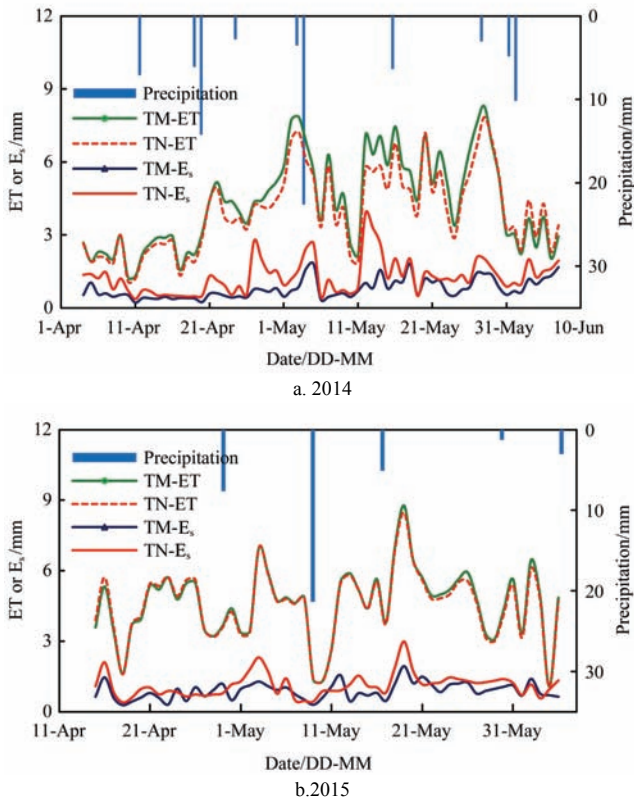 12
9
6
3
0
ET or Es/mm
0
10
20
30
Precipitation/mm
Precipitation
TM-ET
TN-ET
TM-Es
TN-Es
1-Apr 11-Apr 21-Apr 1-May 11-May 21-May 31-May 10-Jun
Date/DD-MM
a. 2014
12
9
6
3
0
ET or Es/mm
0
10
20
30
Precipitation/mm
Precipitation
TM-ET
TN-ET
TM-Es
TN-Es
11-Apr 21-Apr 1-May 11-May 21-May 31-May
Date/DD-MM
b.2015